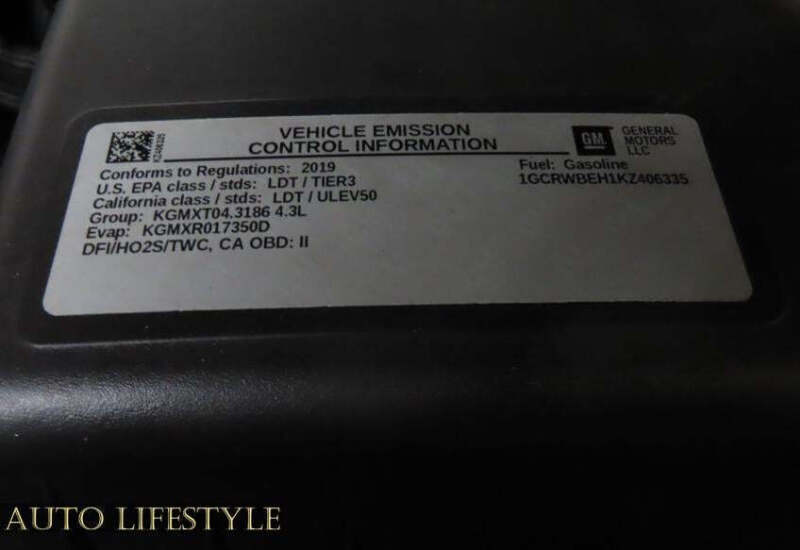 VEHICLE EMISSION
CONTROL INFORMATION
GM
GENERAL
MOTORS
LLC
KZ406335
Conforms to Regulations: 2019
U.S. EPA class / stds: LDT / TIER3
California class / stds: LDT / ULEV50
Group: KGMXT04.3186 4.3L
Evap: KGMXR017350D
DFI/HO2S/TWC, CA OBD: II
Fuel: Gasoline
1GCRWBEH1KZ406335
AUTO LIFESTYLE